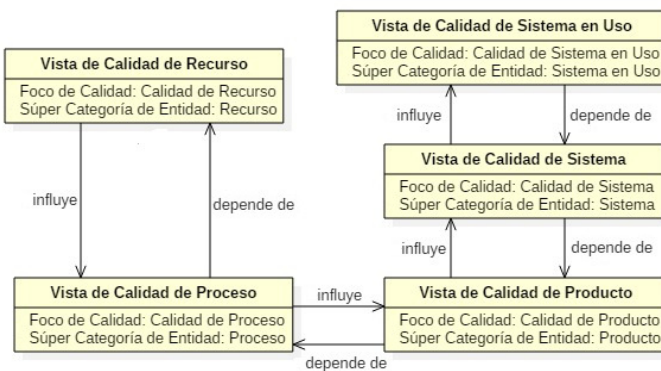 Vista de Calidad de Sistema en Uso
Foco de Calidad: Calidad de Sistema en Uso
Súper Categoría de Entidad: Sistema en Uso
Vista de Calidad de Recurso
Foco de Calidad: Calidad de Recurso
Súper Categoría de Entidad: Recurso
influye
depende de
Vista de Calidad de Sistema
Foco de Calidad: Calidad de Sistema
Súper Categoría de Entidad: Sistema
influye
depende de
influye
depende de
Vista de Calidad de Proceso
Foco de Calidad: Calidad de Proceso
Súper Categoría de Entidad: Proceso
influye
depende de
Vista de Calidad de Producto
Foco de Calidad: Calidad de Producto
Súper Categoría de Entidad: Producto